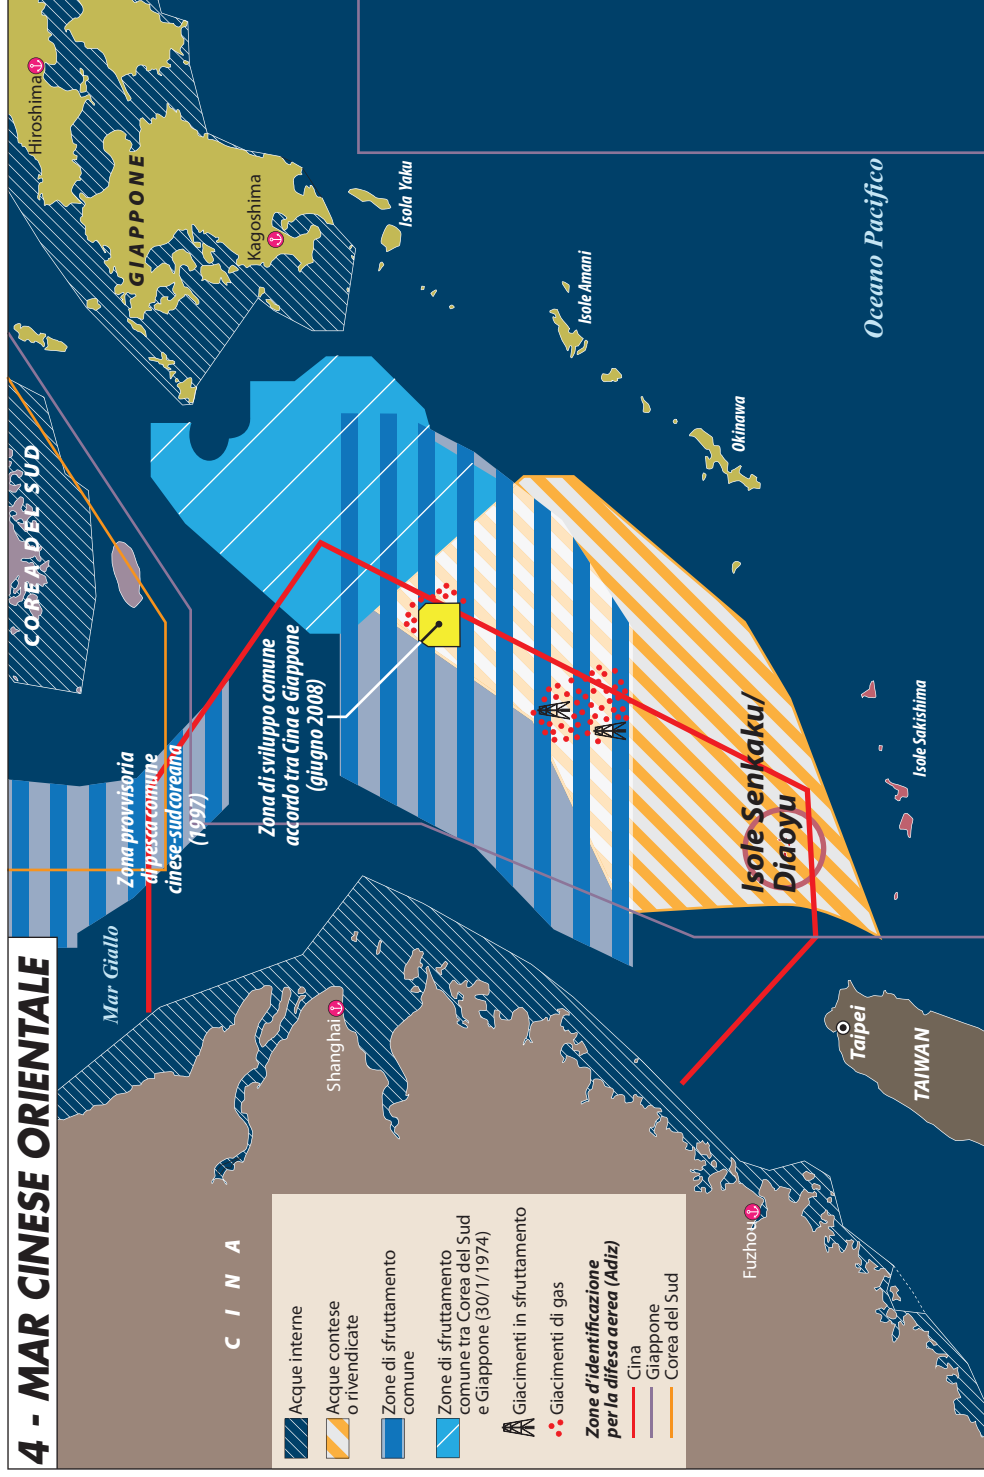 4 - MAR CINESE ORIENTALE
Mar Giallo
COREA DEL SUD
Hiroshima
GIAPPONE
Kagoshima
Isola Yaku
Isole Amani
Okinawa
Oceano Pacifico
Zona provvisoria
di pesca comune
cinese-sudcoreana
(1997)
Zona di sviluppo comune
accordo tra Cina e Giappone
(giugno 2008)
Isole Senkaku/
Diaoyu
Isole Sakishima
CINA
Shanghai
Fuzhou
Taipei
TAIWAN
Acque interne
Acque contese
o rivendicate
Zone di sfruttamento
comune
Zone di sfruttamento
comune tra Corea del Sud
e Giappone (30/1/1974)
Giacimenti in sfruttamento
Giacimenti di gas
Zone d'identificazione
per la difesa aerea (Adiz)
Cina
Giappone
Corea del Sud